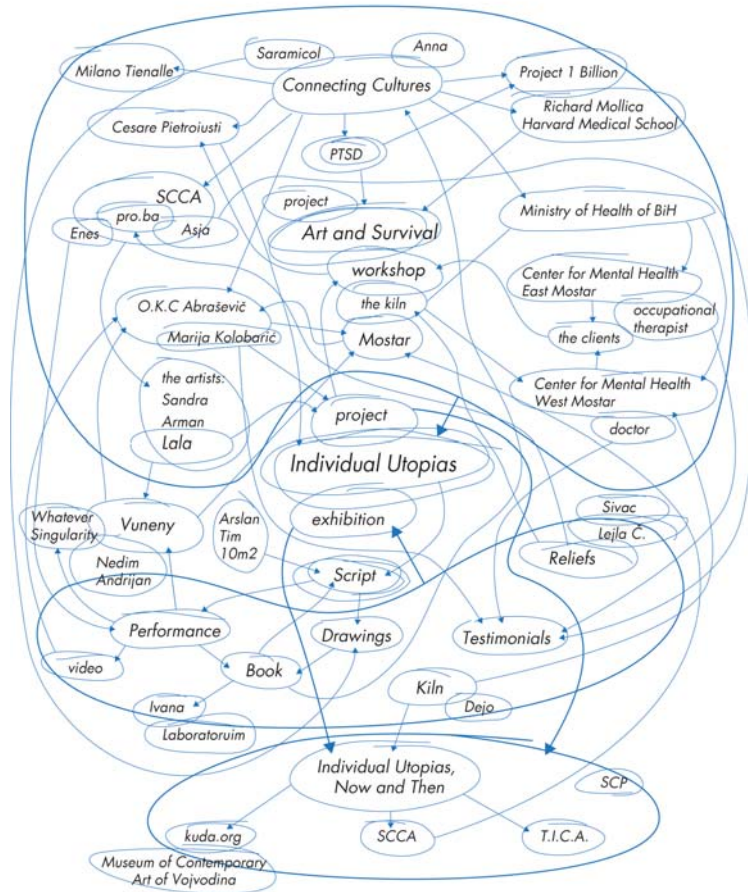 Saramicol
Anna
Milano Tienalle
Connecting Cultures
Project 1 Billion
Richard Mollica
Harvard Medical School
Cesare Pietroiusti
PTSD
SCCA
pro.ba
Enes
Asja
project
Art and Survival
Ministry of Health of BiH
workshop
the kiln
Mostar
Center for Mental Health
East Mostar
occupational
therapist
the clients
O.K.C Abrašević
Marija Kolobarić
the artists:
Sandra
Arman
Lala
Center for Mental Health
West Mostar
doctor
project
Individual Utopias
exhibition
Whatever
Singularity
Vuneny
Nedim
Andrijan
Arslan
Tim
10m2
Sivac
Lejla Č.
Reliefs
Script
Performance
Drawings
Testimonials
video
Book
Kiln
Dejo
Ivana
Laboratoruim
Individual Utopias,
Now and Then
SCP
kuda.org
SCCA
T.I.C.A.
Museum of Contemporary
Art of Vojvodina